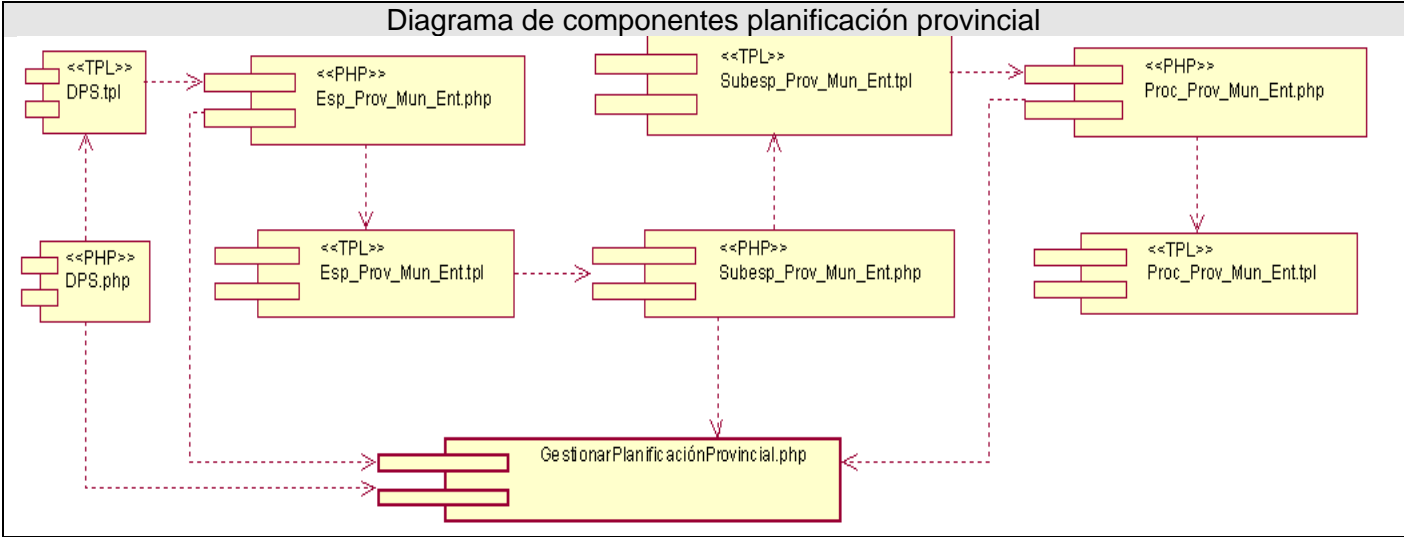 Diagrama de componentes planificación provincial
<<TPL>>
DPS.tpl
<<PHP>>
Esp_Prov_Mun_Ent.php
<<TPL>>
Subesp_Prov_Mun_Ent.tpl
<<PHP>>
Proc_Prov_Mun_Ent.php
<<PHP>>
DPS.php
<<TPL>>
Esp_Prov_Mun_Ent.tpl
<<PHP>>
Subesp_Prov_Mun_Ent.php
<<TPL>>
Proc_Prov_Mun_Ent.tpl
GestionarPlanificaciónProvincial.php